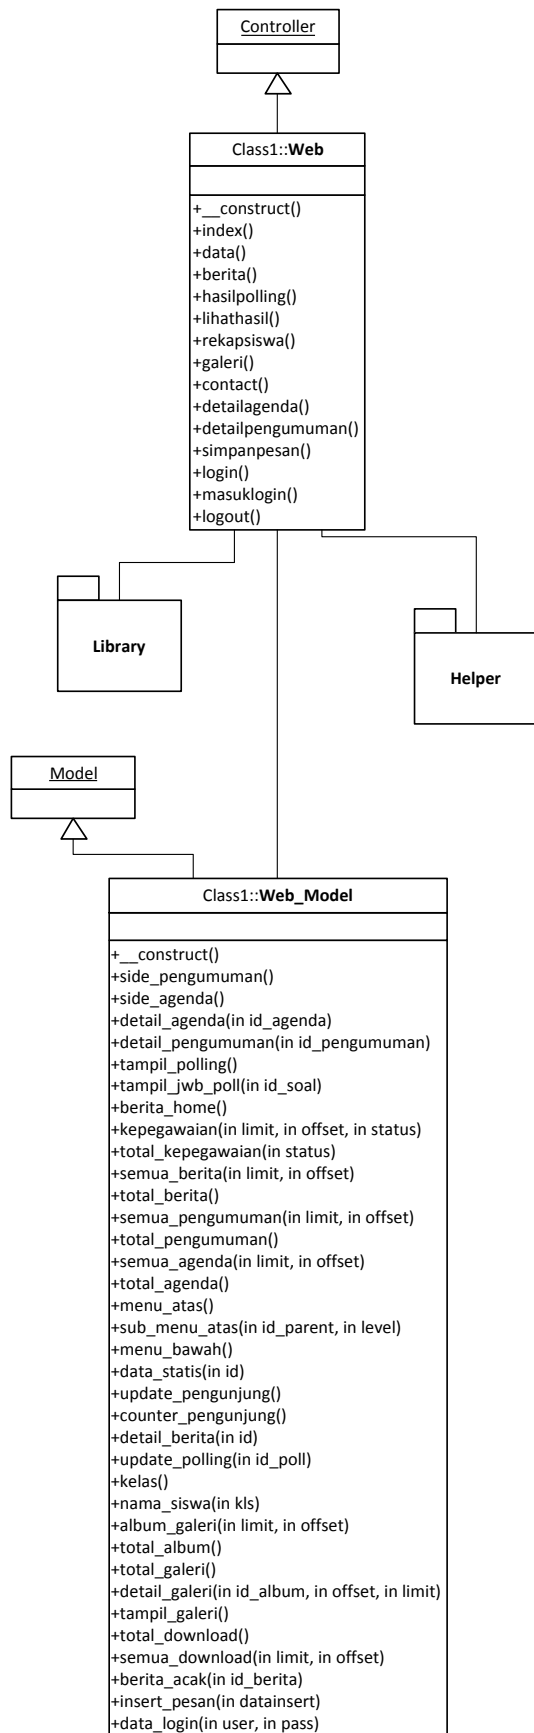 Controller
Class1::Web
+__construct()
+index()
+data()
+berita()
+hasilpolling()
+lihathasil()
+rekapsiswa()
+galeri()
+contact()
+detailagenda()
+detailpengumuman()
+simpanpesan()
+login()
+masuklogin()
+logout()
Library
Helper
Model
Class1::Web_Model
+__construct()
+side_pengumuman()
+side_agenda()
+detail_agenda(in id_agenda)
+detail_pengumuman(in id_pengumuman)
+tampil_polling()
+tampil_jwb_poll(in id_soal)
+berita_home()
+kepegawaian(in limit, in offset, in status)
+total_kepegawaian(in status)
+semua_berita(in limit, in offset)
+total_berita()
+semua_pengumuman(in limit, in offset)
+total_pengumuman()
+semua_agenda(in limit, in offset)
+total_agenda()
+menu_atas()
+sub_menu_atas(in id_parent, in level)
+menu_bawah()
+data_statis(in id)
+update_pengunjung()
+counter_pengunjung()
+detail_berita(in id)
+update_polling(in id_poll)
+kelas()
+nama_siswa(in kls)
+album_galeri(in limit, in offset)
+total_album()
+total_galeri()
+detail_galeri(in id_album, in offset, in limit)
+tampil_galeri()
+total_download()
+semua_download(in limit, in offset)
+berita_acak(in id_berita)
+insert_pesan(in datainsert)
+data_login(in user, in pass)